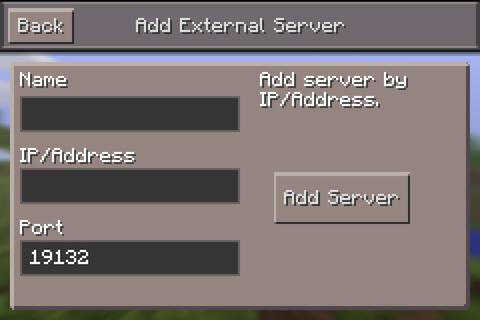 Back
Add External Server
Name
Add server by
IP/Address.
IP/Address
Add Server
Port
19132